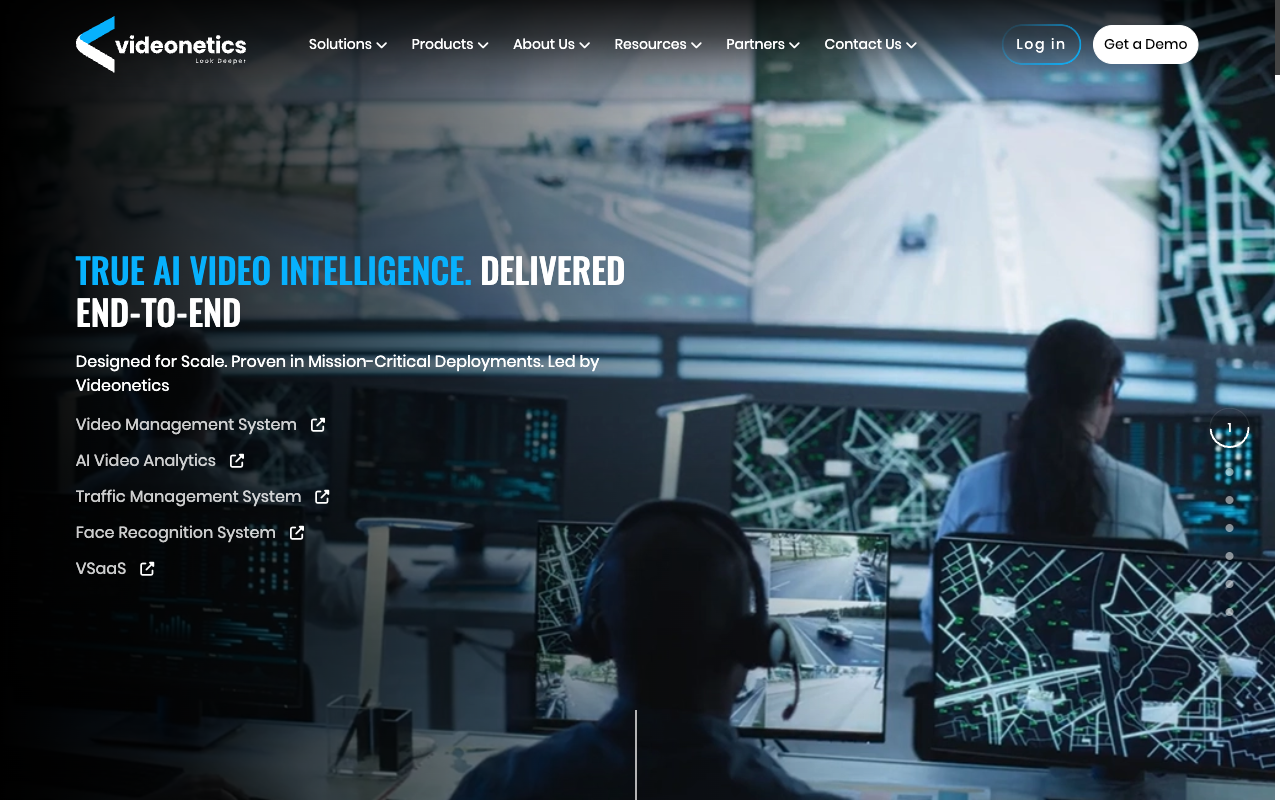 videonetics
Look Deeper
Solutions
Products
About Us
Resources
Partners
Contact Us
Log in
Get a Demo
TRUE AI VIDEO INTELLIGENCE. DELIVERED
END-TO-END
Designed for Scale. Proven in Mission-Critical Deployments. Led by
Videonetics
Video Management System
AI Video Analytics
Traffic Management System
Face Recognition System
VSaaS
1